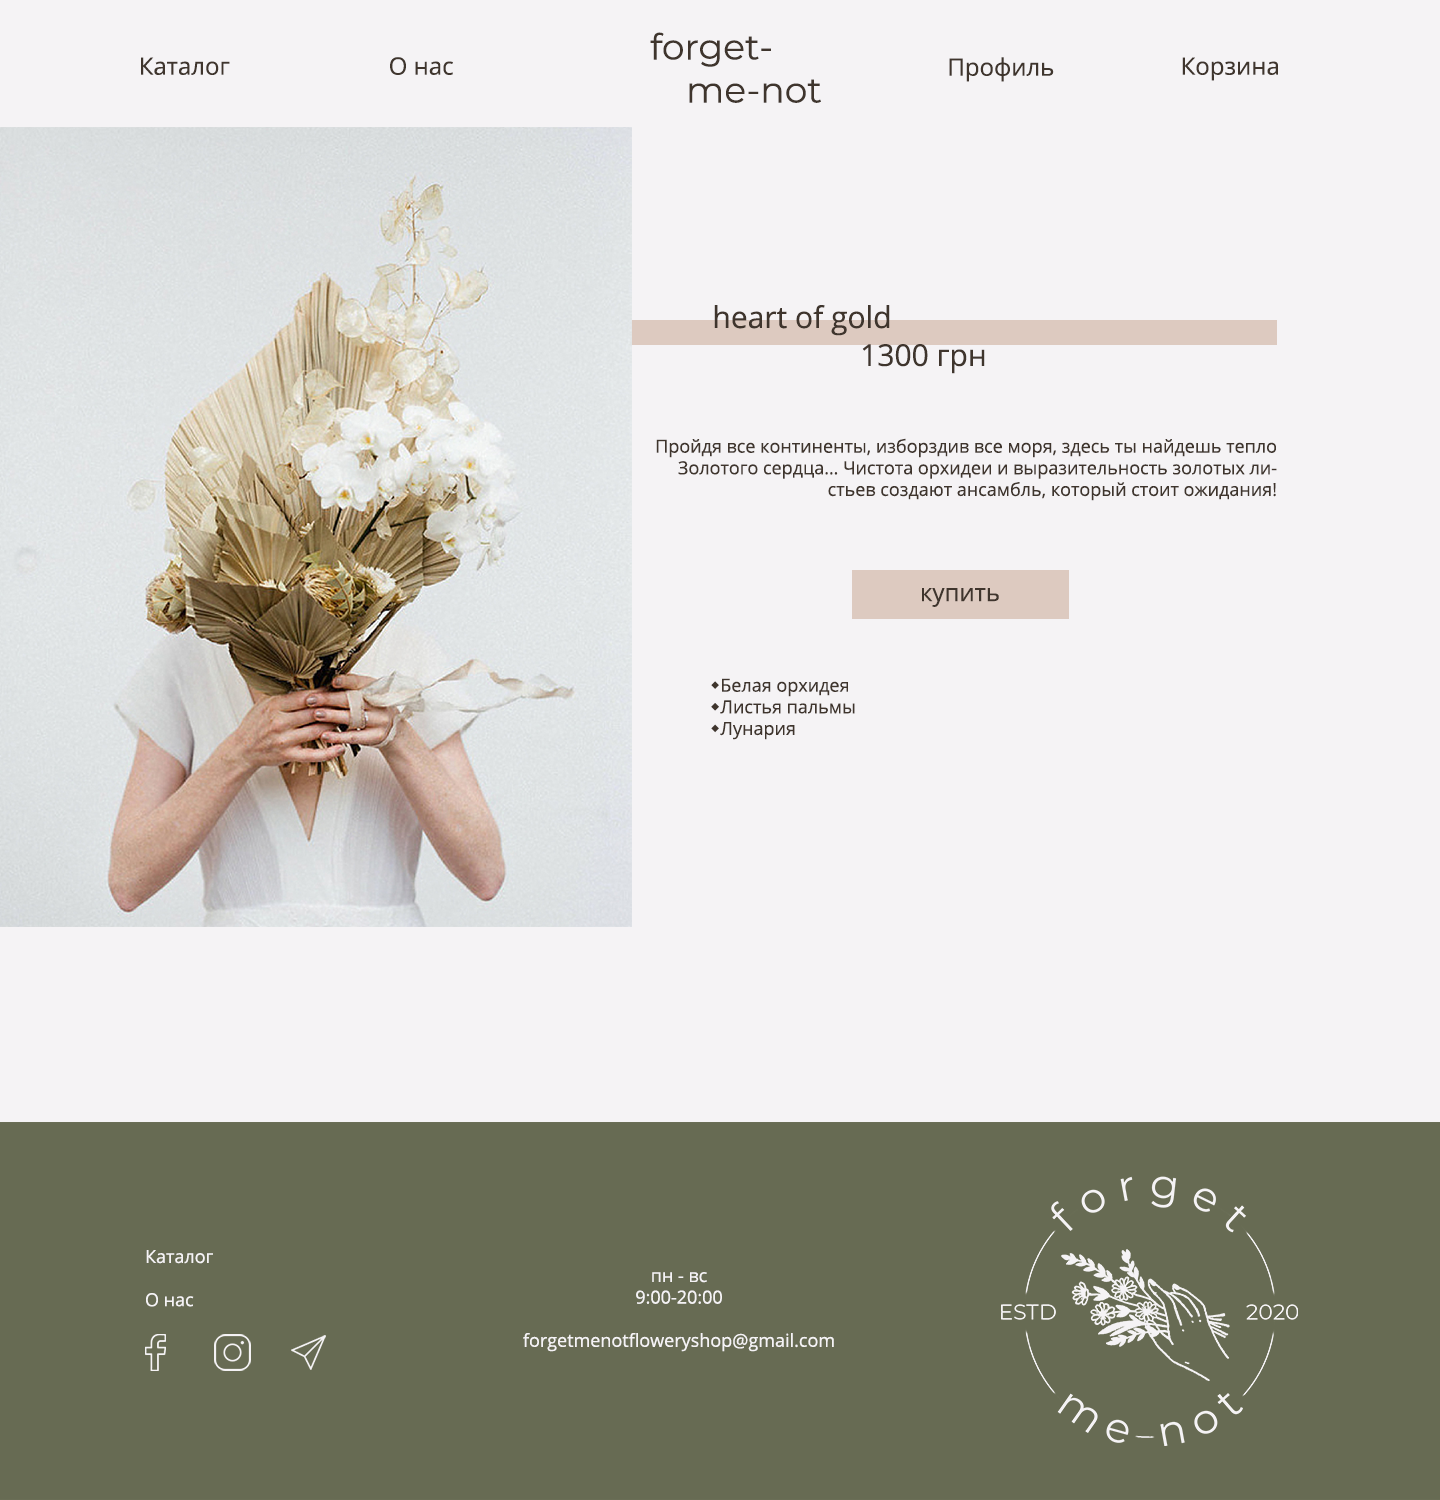 Каталог
О нас
forget-
me-not
Профиль
Корзина
heart of gold
1300 грн
Пройдя все континенты, изборздив все моря, здесь ты найдешь тепло
Золотого сердца... Чистота орхидеи и выразительность золотых ли-
стьев создают ансамбль, который стоит ожидания!
купить
◆Белая орхидея
◆Листья пальмы
◆Лунария
Каталог
О нас
пн - вс
9:00-20:00
forgetmenotfloweryshop@gmail.com
forget
ESTD
2020
me-not